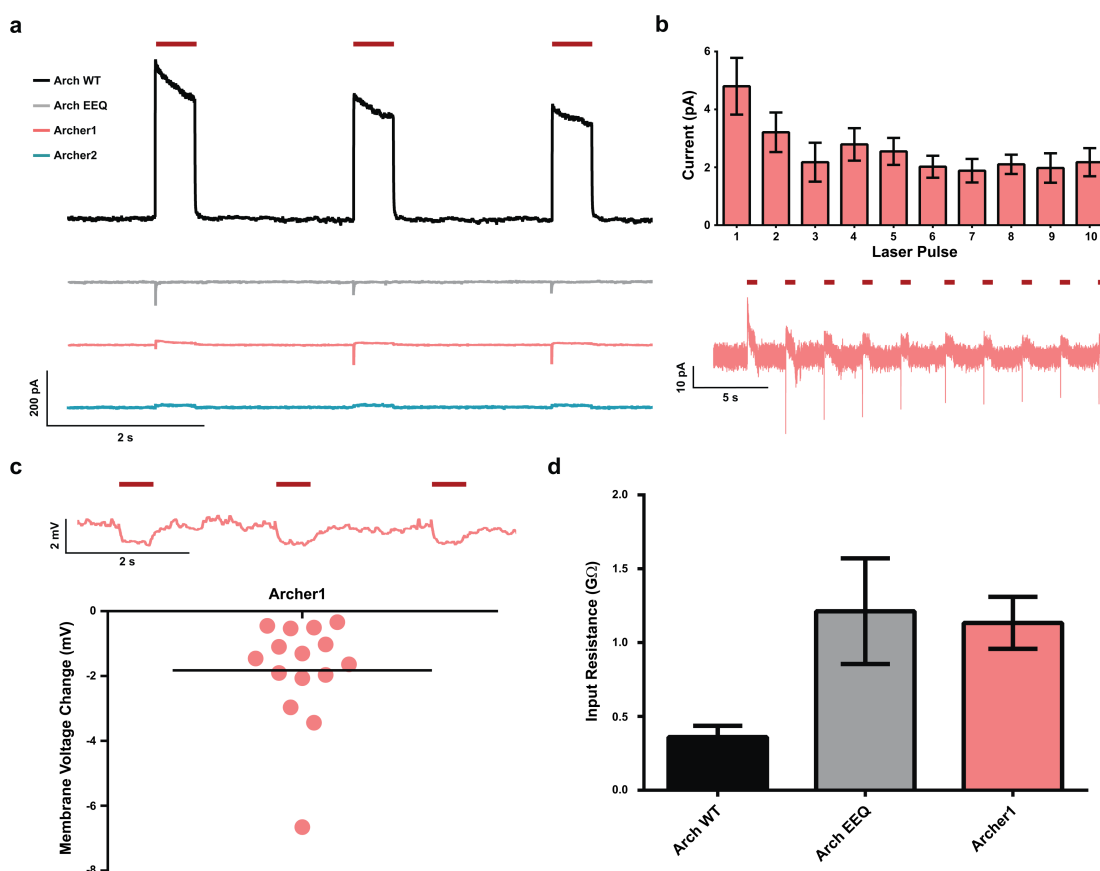 a
Arch WT
Arch EEQ
Archer1
Archer2
200 pA
2 s
b
Current (pA)
6
4
2
0
1 2 3 4 5 6 7 8 9 10
Laser Pulse
10 pA
5 s
c
2 mV
2 s
Archer1
Membrane Voltage Change (mV)
0
-2
-4
-6
-8
d
Input Resistance (GΩ)
2.0
1.5
1.0
0.5
0.0
Arch WT
Arch EEQ
Archer1